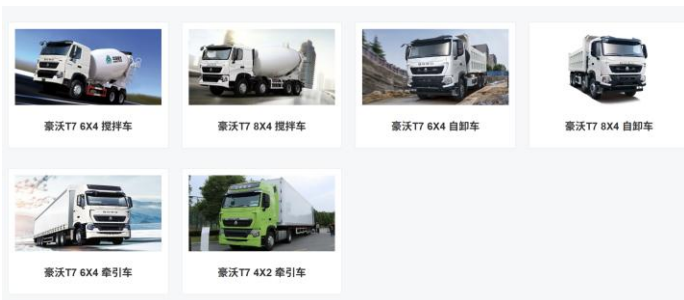 豪沃T7 6X4 搅拌车
豪沃T7 8X4 搅拌车
豪沃T7 6X4 自卸车
豪沃T7 8X4 自卸车
豪沃T7 6X4 牵引车
豪沃T7 4X2 牵引车